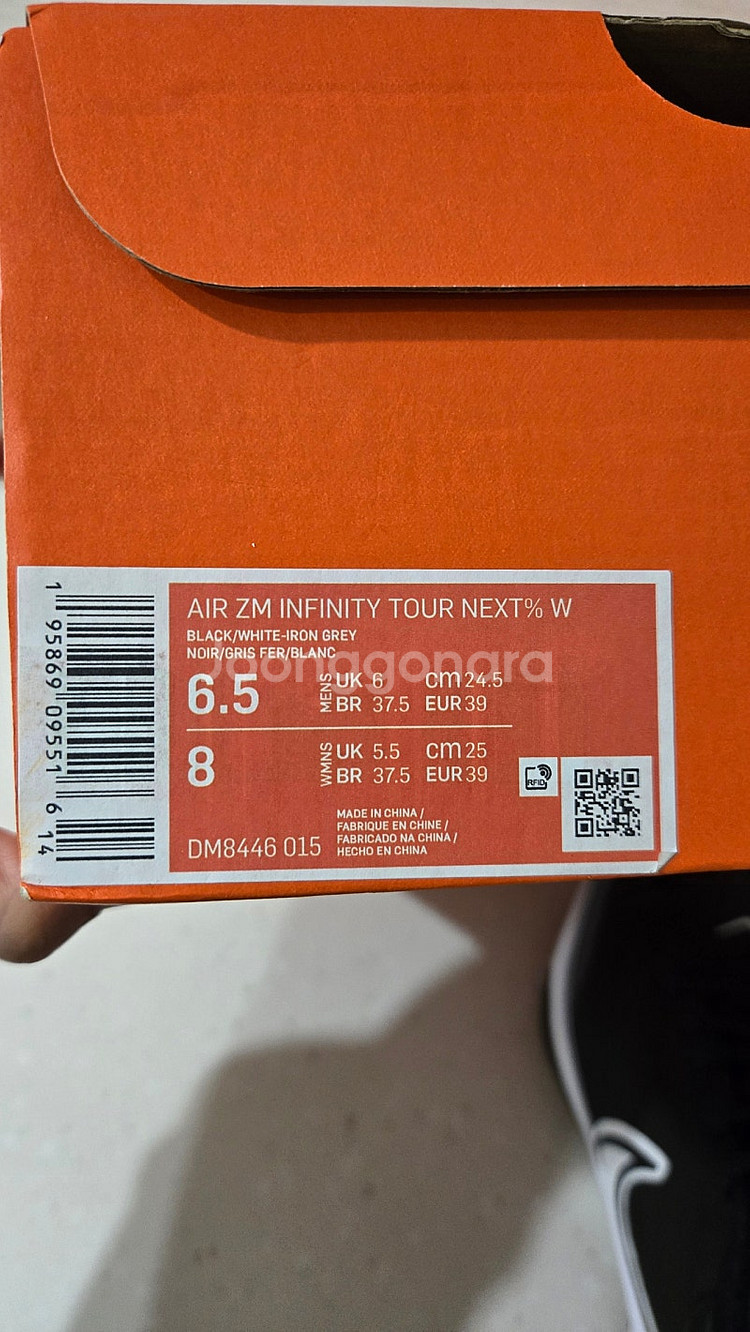 AIR ZM INFINITY TOUR NEXT% W
BLACK/WHITE-IRON GREY
NOIR/GRIS FER/BLANC
Joonggonara
6.5
MENS
UK 6 cm 24.5
BR 37.5 EUR 39
8
WMNS
UK 5.5 cm 25
BR 37.5 EUR 39
RFID
DM8446 015
MADE IN CHINA /
FABRIQUE EN CHINE /
FABRICADO NA CHINA /
HECHO EN CHINA
1 95869 09551 6 14